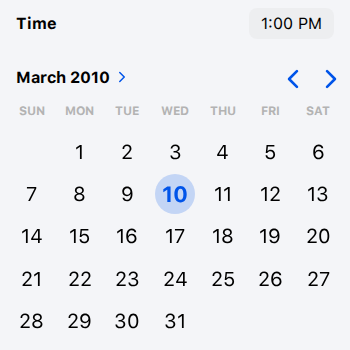 Time 1:00 PM
March 2010
SUN MON TUE WED THU FRI SAT
1 2 3 4 5 6
7 8 9 10 11 12 13
14 15 16 17 18 19 20
21 22 23 24 25 26 27
28 29 30 31